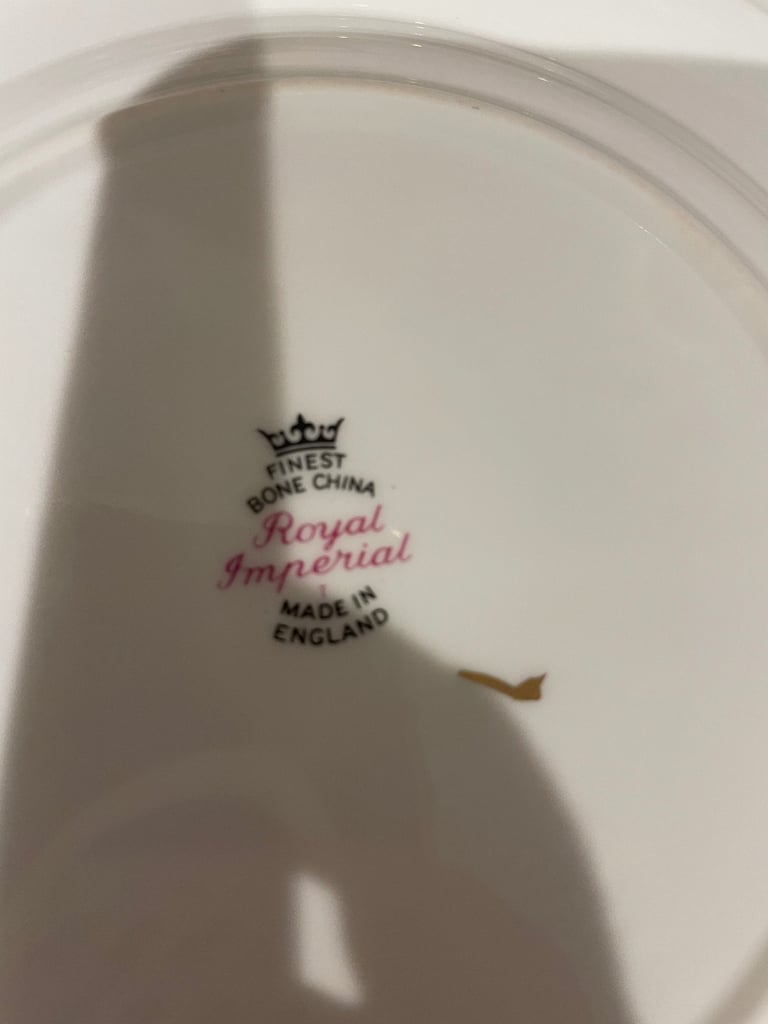 FINEST
BONE CHINA
Royal
Imperial
I
MADE IN
ENGLAND